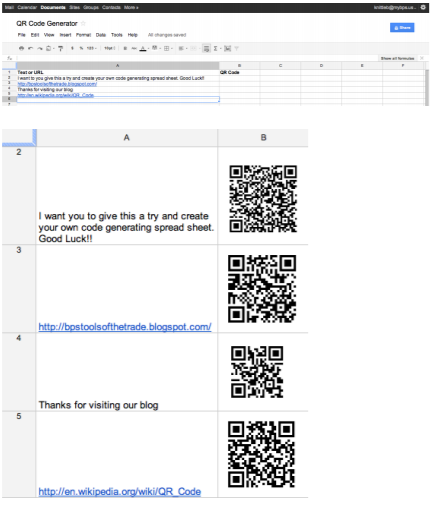 Mail Calendar Documents Sites Groups Contacts More »
QR Code Generator
File Edit View Insert Format Data Tools Help All changes saved
Share
Show all formulas
A B C D E F
1 Text or URL QR Code
2 I want to you give this a try and create your own code generating spread sheet. Good Luck!!
3 http://bpstoolsofthetrade.blogspot.com/
4 Thanks for visiting our blog
5 http://en.wikipedia.org/wiki/QR_Code
6
A B
2
I want you to give this a try and create
your own code generating spread sheet.
Good Luck!!
3
http://bpstoolsofthetrade.blogspot.com/
4
Thanks for visiting our blog
5
http://en.wikipedia.org/wiki/QR_Code